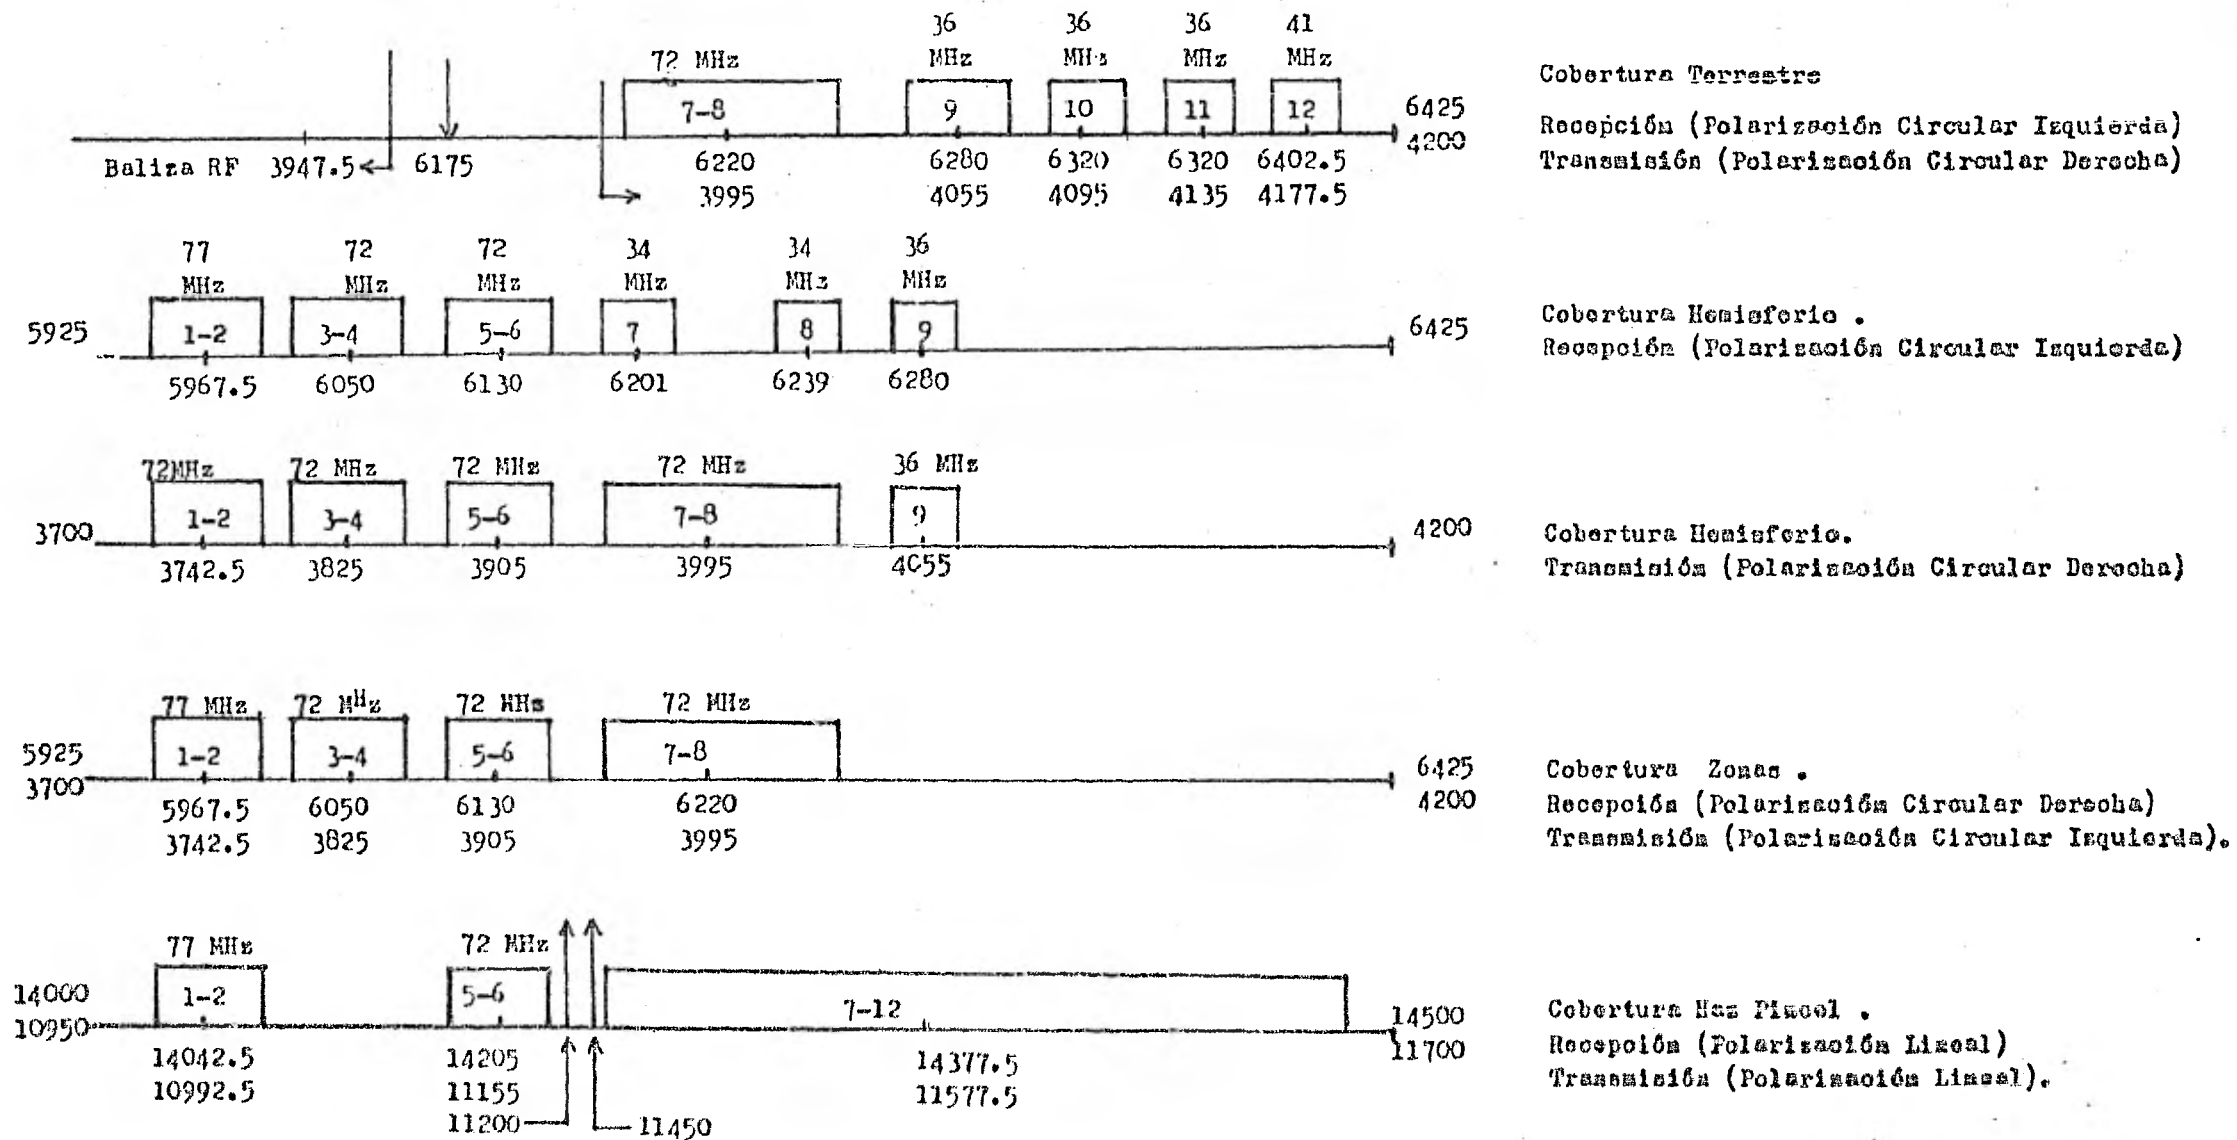 36 36 36 41
72 MHz MHz MHz MHz MHz
7-8 9 10 11 12 6425
4200
Baliza RF 3947.5 6175 6220 6280 6320 6320 6402.5
3995 4055 4095 4135 4177.5
Cobertura Terrestre
Recepción (Polarización Circular Izquierda)
Transmisión (Polarización Circular Derecha)
77 72 72 34 34 36
MHz MHz MHz MHz MHz MHz
5925 1-2 3-4 5-6 7 8 9 6425
5967.5 6050 6130 6201 6239 6280
Cobertura Hemisferio .
Recepción (Polarización Circular Izquierda)
72MHz 72 MHz 72 MHz 72 MHz 36 MHz
3700 1-2 3-4 5-6 7-8 9 4200
3742.5 3825 3905 3995 4055
Cobertura Hemisferio.
Transmisión (Polarización Circular Derecha)
77 MHz 72 MHz 72 MHz 72 MHz
5925 1-2 3-4 5-6 7-8 6425
3700 4200
5967.5 6050 6130 6220
3742.5 3825 3905 3995
Cobertura Zonas .
Recepción (Polarización Circular Derecha)
Transmisión (Polarización Circular Izquierda).
77 MHz 72 MHz
14000 1-2 5-6 7-12 14500
10950 11700
14042.5 14205 14377.5
10992.5 11155 11577.5
11200 11450
Cobertura Haz Pincel .
Recepción (Polarización Lineal)
Transmisión (Polarización Lineal).